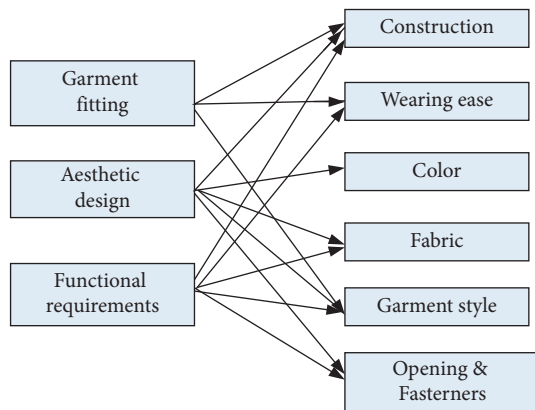 Garment
fitting
Aesthetic
design
Functional
requirements
Construction
Wearing ease
Color
Fabric
Garment style
Opening &
Fasterners